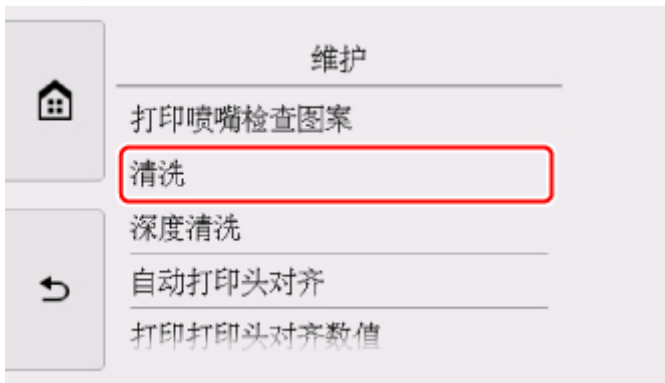 维护
打印喷嘴检查图案
清洗
深度清洗
自动打印头对齐
打印打印头对齐数值